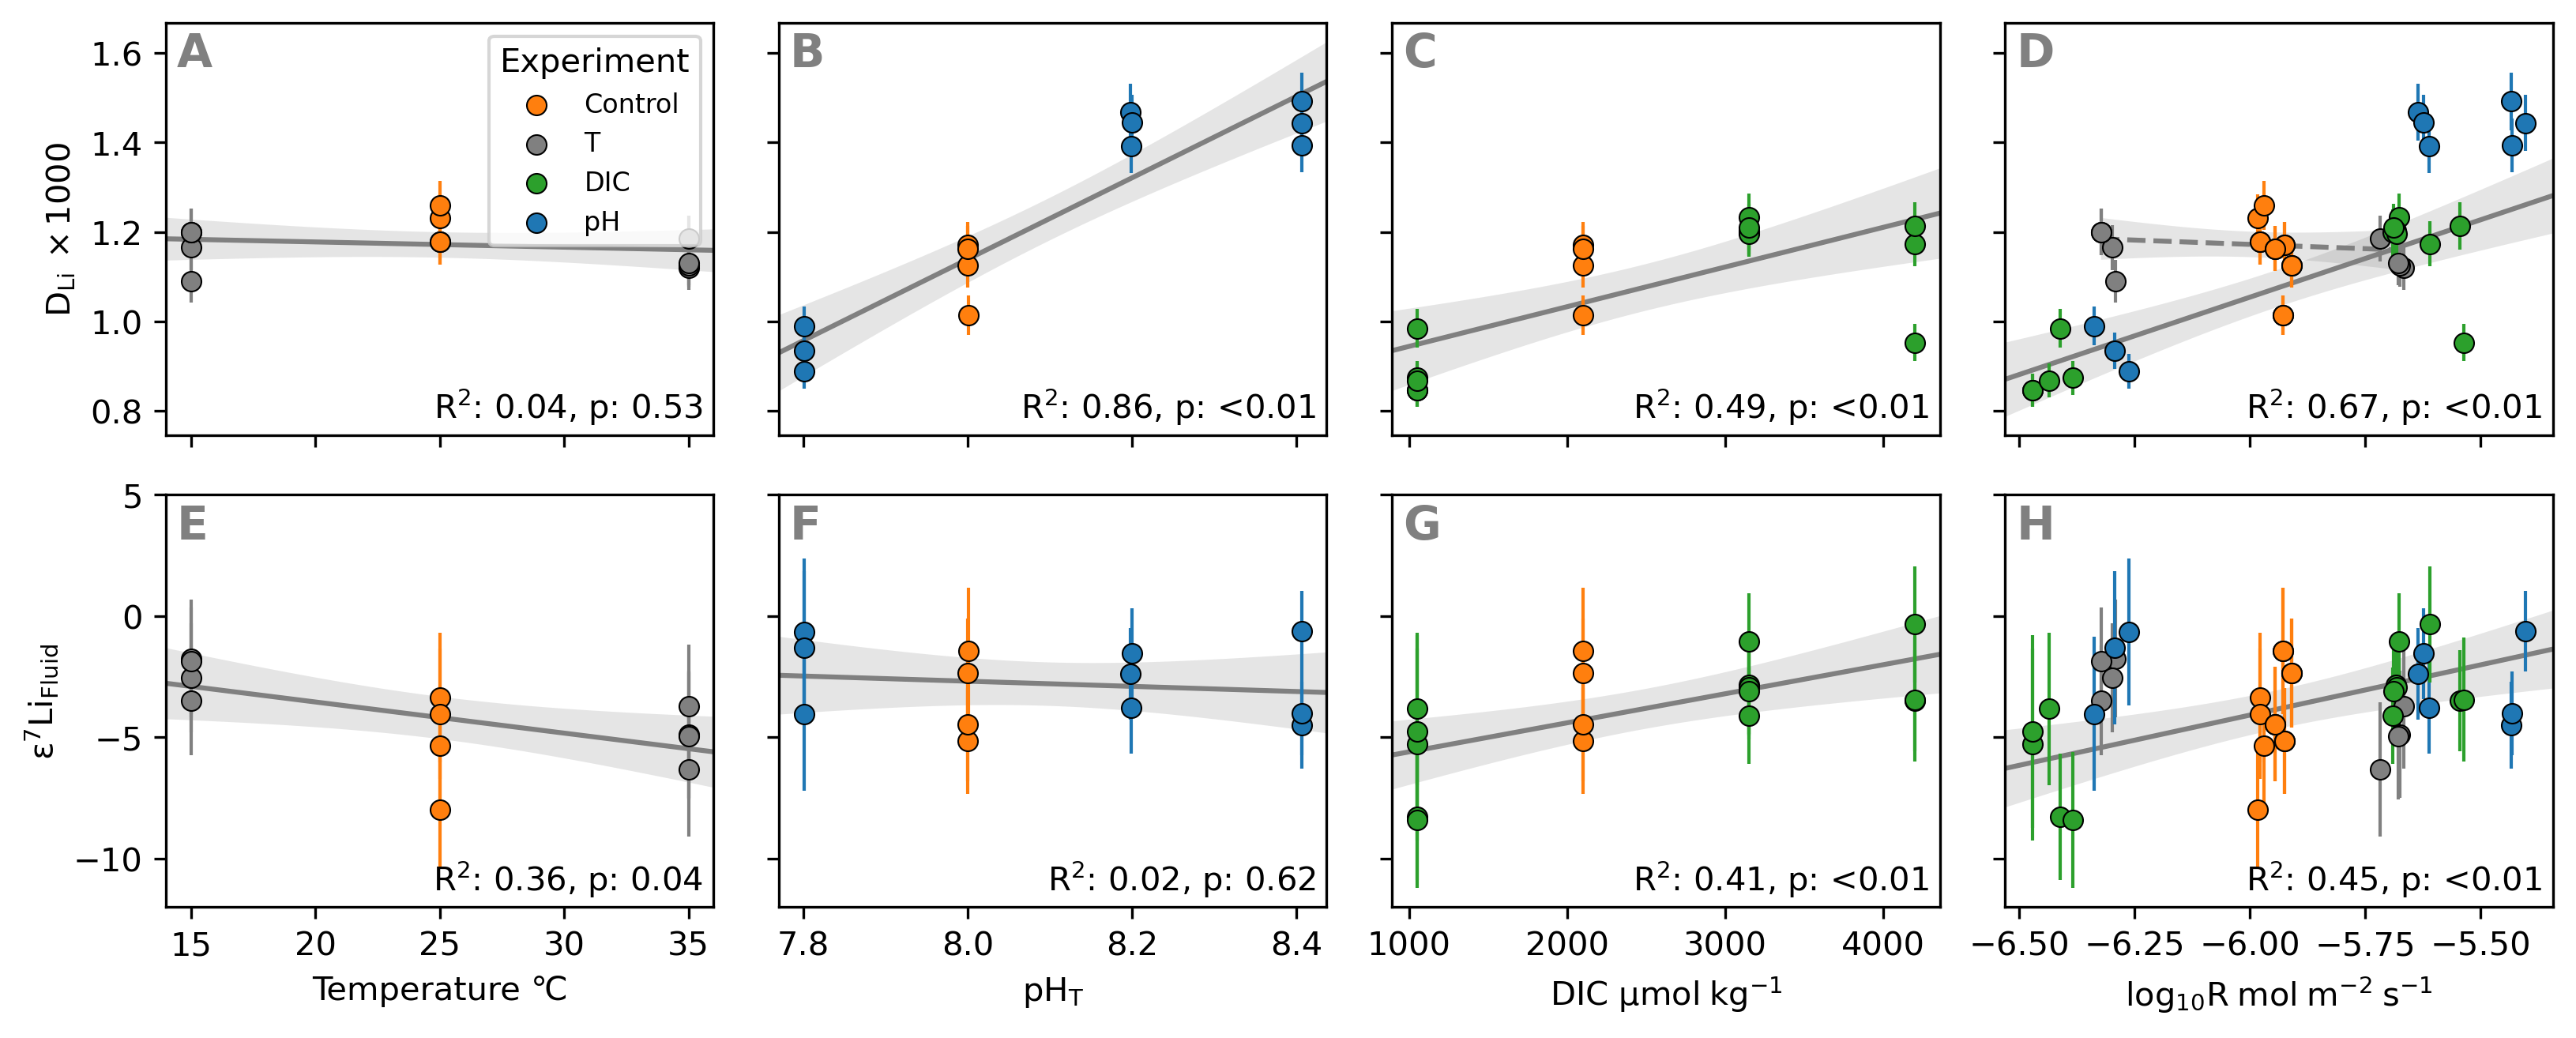 A
Experiment
Control
T
DIC
pH
B
C
D
1.6
1.4
1.2
1.0
0.8
D_Li × 1000
R²: 0.04, p: 0.53
R²: 0.86, p: <0.01
R²: 0.49, p: <0.01
R²: 0.67, p: <0.01
E
F
G
H
5
0
−5
−10
ε⁷Li_Fluid
R²: 0.36, p: 0.04
R²: 0.02, p: 0.62
R²: 0.41, p: <0.01
R²: 0.45, p: <0.01
15 20 25 30 35
7.8 8.0 8.2 8.4
1000 2000 3000 4000
−6.50 −6.25 −6.00 −5.75 −5.50
Temperature °C
pH_T
DIC µmol kg⁻¹
log₁₀R mol m⁻² s⁻¹